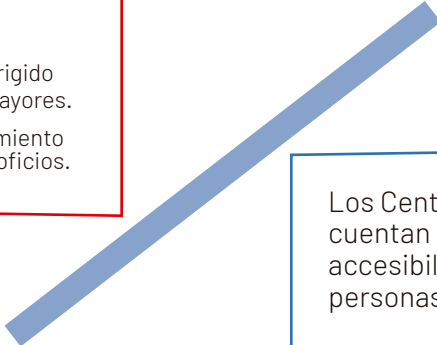 rigido
ayores.
miento
oficios.
Los Cent
cuentan
accesibil
personas